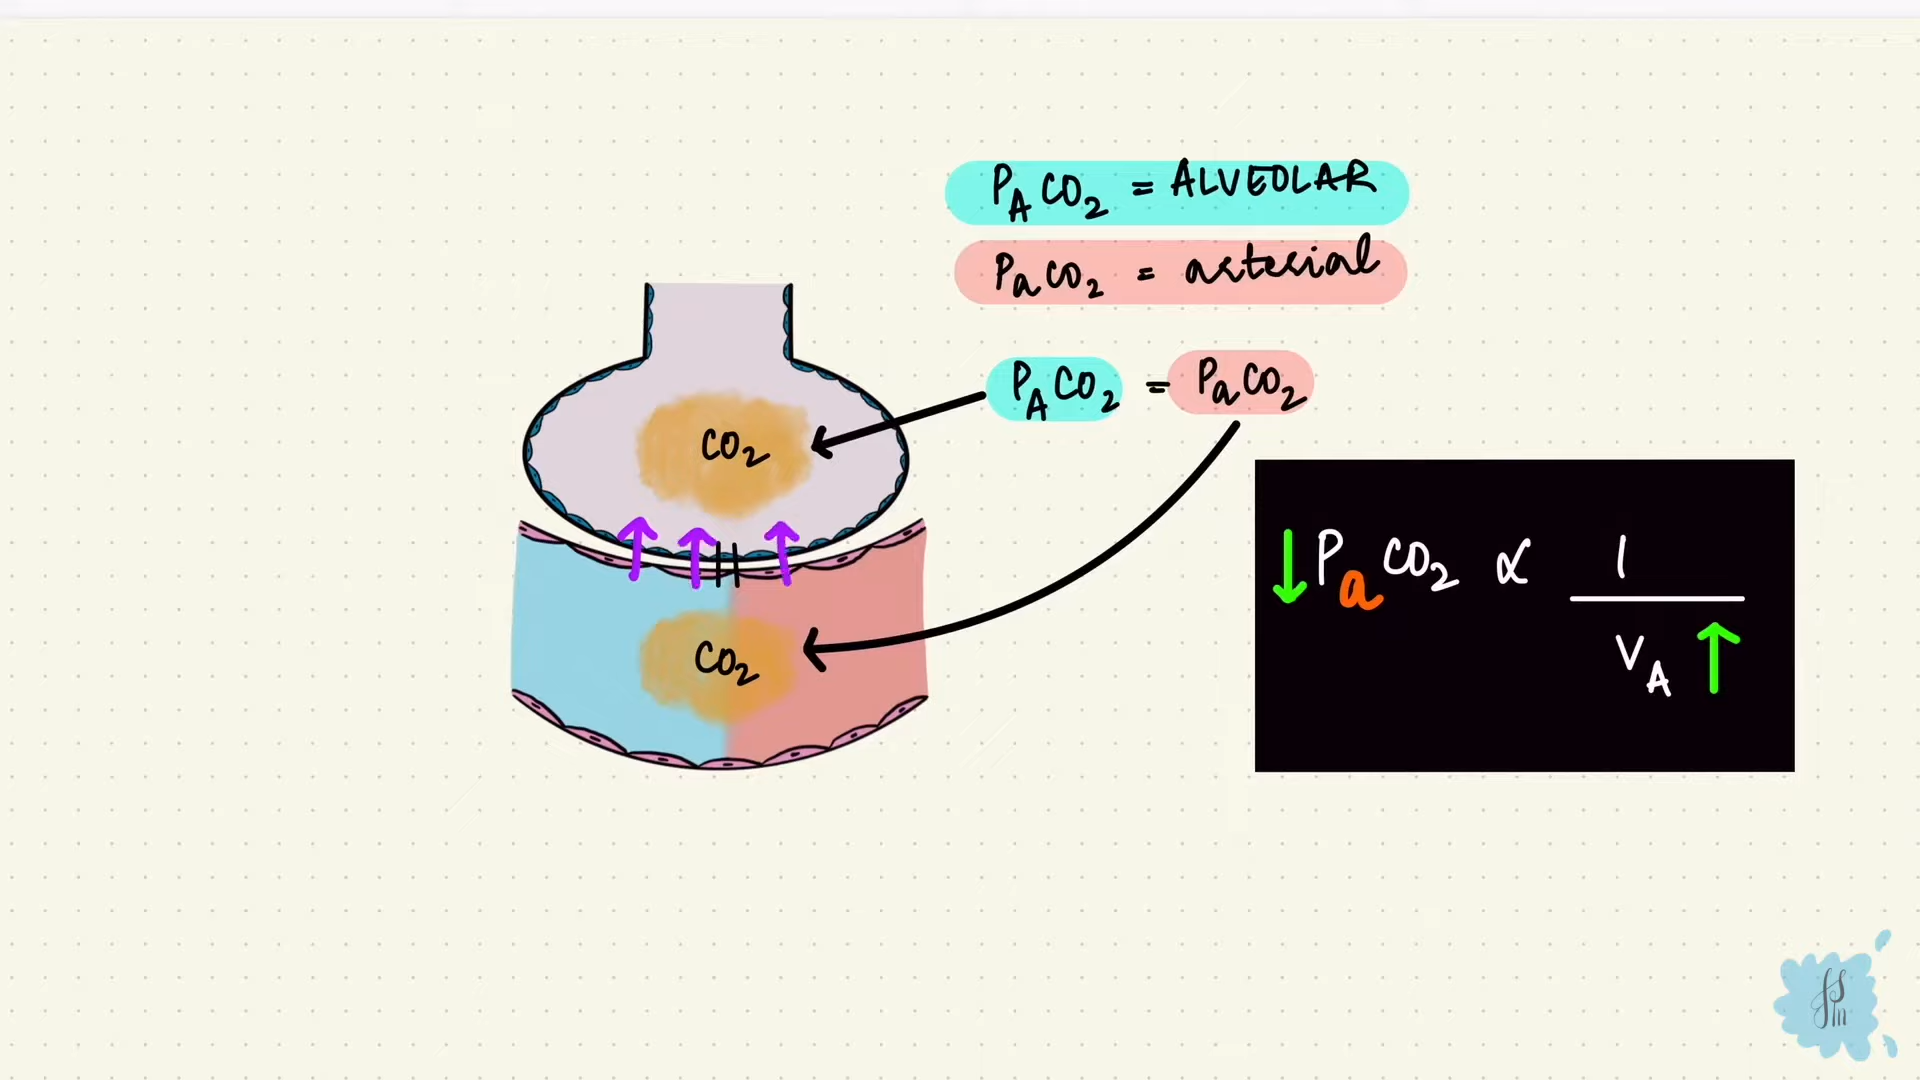 PACO2 = ALVEOLAR
PaCO2 = arterial
PACO2 = PaCO2
CO2
CO2
↓PaCO2 ∝ 1
VA ↑